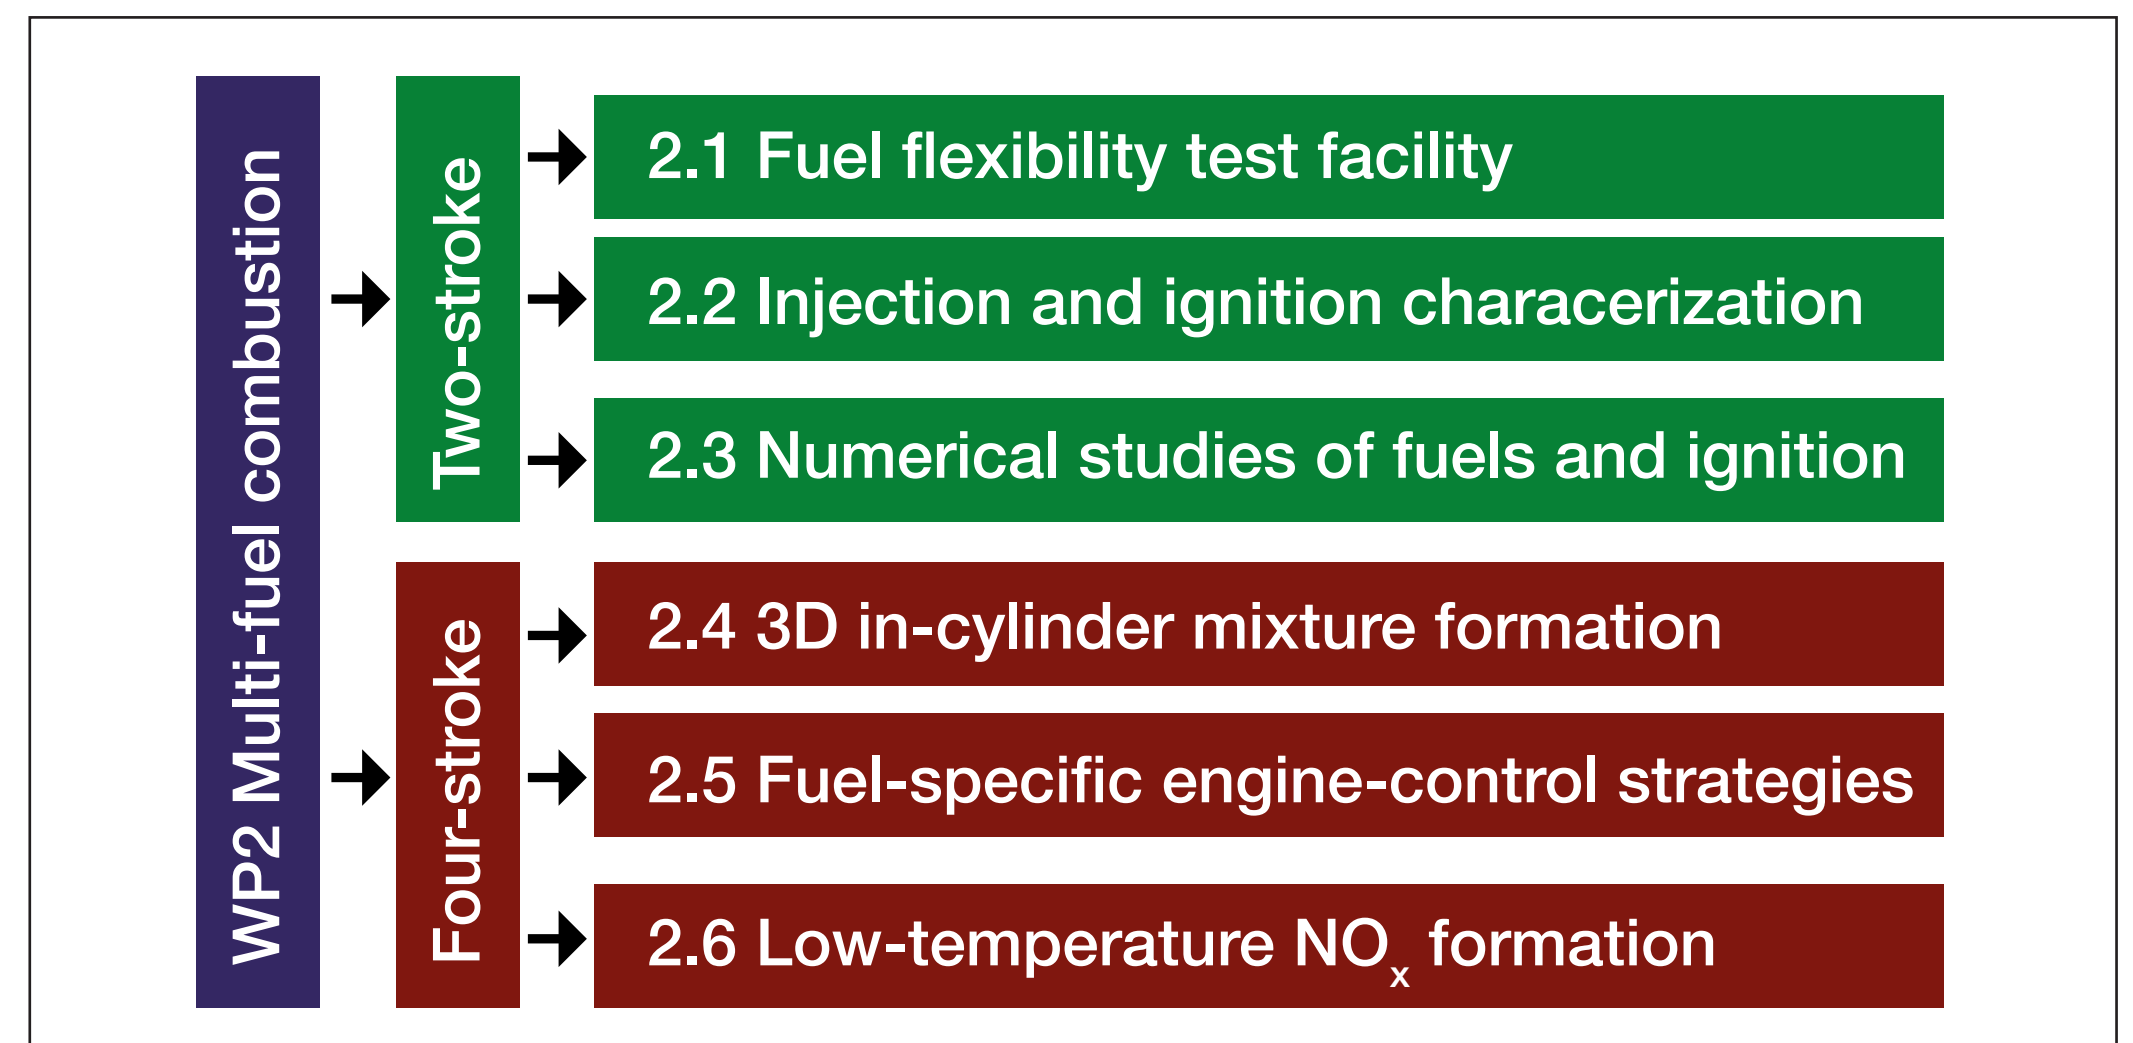 WP2 Multi-fuel combustion
Two-stroke
2.1 Fuel flexibility test facility
2.2 Injection and ignition characerization
2.3 Numerical studies of fuels and ignition
Four-stroke
2.4 3D in-cylinder mixture formation
2.5 Fuel-specific engine-control strategies
2.6 Low-temperature NOx formation